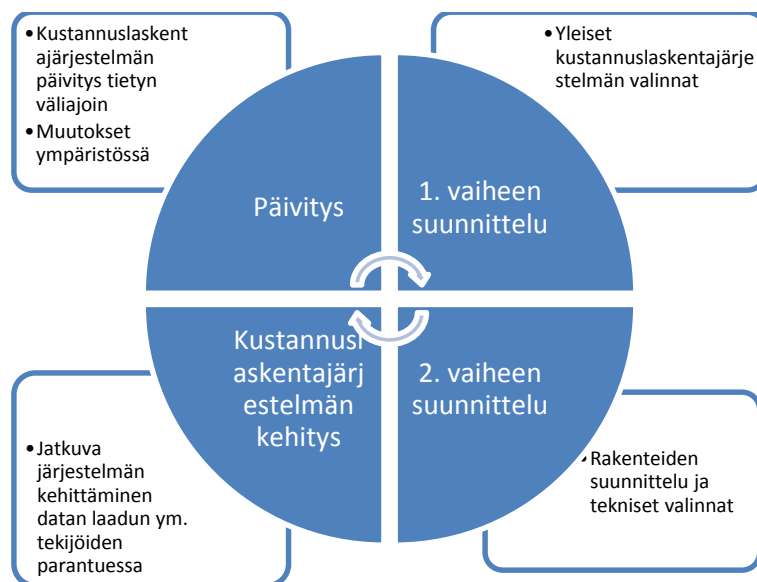 •Kustannuslaskent
ajärjestelmän
päivitys tietyn
väliajoin
•Muutokset
ympäristössä
•Yleiset
kustannuslaskentajärje
stelmän valinnat
Päivitys
1. vaiheen
suunnittelu
Kustannusl
askentajärj
estelmän
kehitys
2. vaiheen
suunnittelu
•Jatkuva
järjestelmän
kehittäminen
datan laadun ym.
tekijöiden
parantuessa
•Rakenteiden
suunnittelu ja
tekniset valinnat